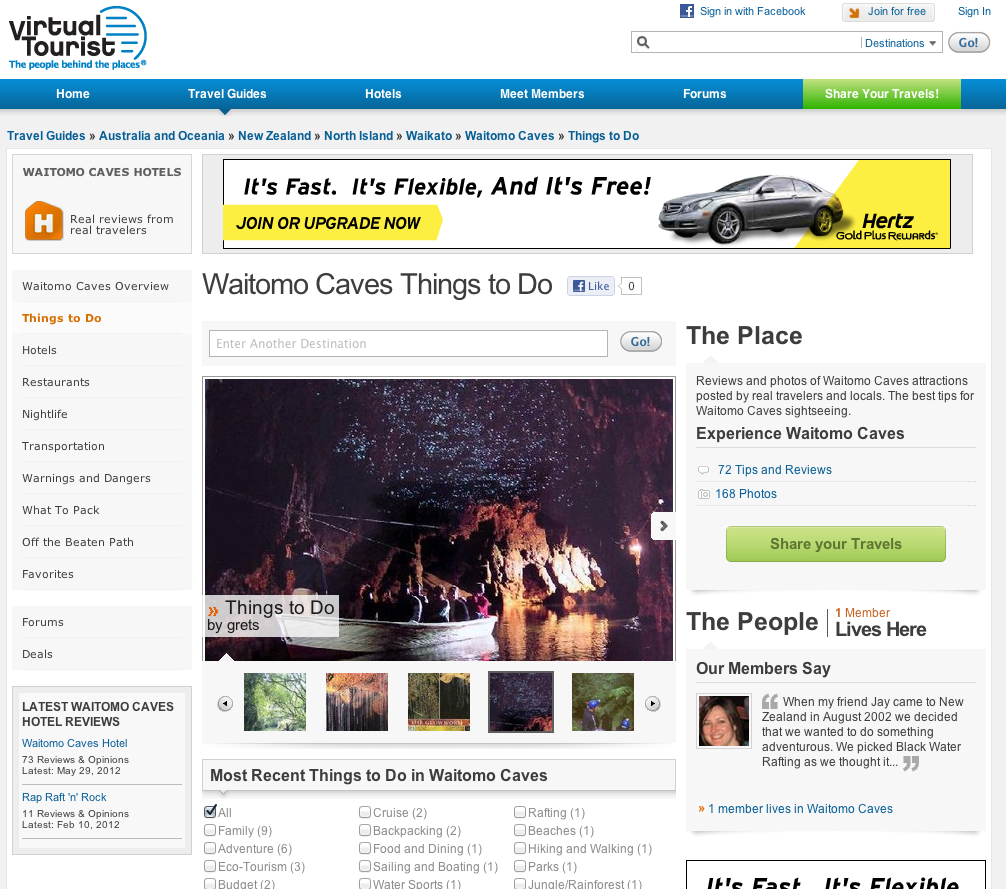 virtual
Tourist
The people behind the places®
Sign in with Facebook
Join for free
Sign In
Destinations
Go!
Home
Travel Guides
Hotels
Meet Members
Forums
Share Your Travels!
Travel Guides » Australia and Oceania » New Zealand » North Island » Waikato » Waitomo Caves » Things to Do
WAITOMO CAVES HOTELS
H
Real reviews from
real travelers
It's Fast. It's Flexible, And It's Free!
JOIN OR UPGRADE NOW
Hertz
Gold Plus Rewards®
Waitomo Caves Overview
Things to Do
Hotels
Restaurants
Nightlife
Transportation
Warnings and Dangers
What To Pack
Off the Beaten Path
Favorites
Forums
Deals
LATEST WAITOMO CAVES
HOTEL REVIEWS
Waitomo Caves Hotel
73 Reviews & Opinions
Latest: May 29, 2012
Rap Raft 'n' Rock
11 Reviews & Opinions
Latest: Feb 10, 2012
Waitomo Caves Things to Do
Like
0
Enter Another Destination
Go!
» Things to Do
by grets
THE GLOWWORM
Most Recent Things to Do in Waitomo Caves
All
Cruise (2)
Rafting (1)
Family (9)
Backpacking (2)
Beaches (1)
Adventure (6)
Food and Dining (1)
Hiking and Walking (1)
Eco-Tourism (3)
Sailing and Boating (1)
Parks (1)
Budget (2)
Water Sports (1)
Jungle/Rainforest (1)
The Place
Reviews and photos of Waitomo Caves attractions
posted by real travelers and locals. The best tips for
Waitomo Caves sightseeing.
Experience Waitomo Caves
72 Tips and Reviews
168 Photos
Share your Travels
The People
1 Member
Lives Here
Our Members Say
When my friend Jay came to New
Zealand in August 2002 we decided
that we wanted to do something
adventurous. We picked Black Water
Rafting as we thought it...
» 1 member lives in Waitomo Caves
It's Fast. It's Flexible,